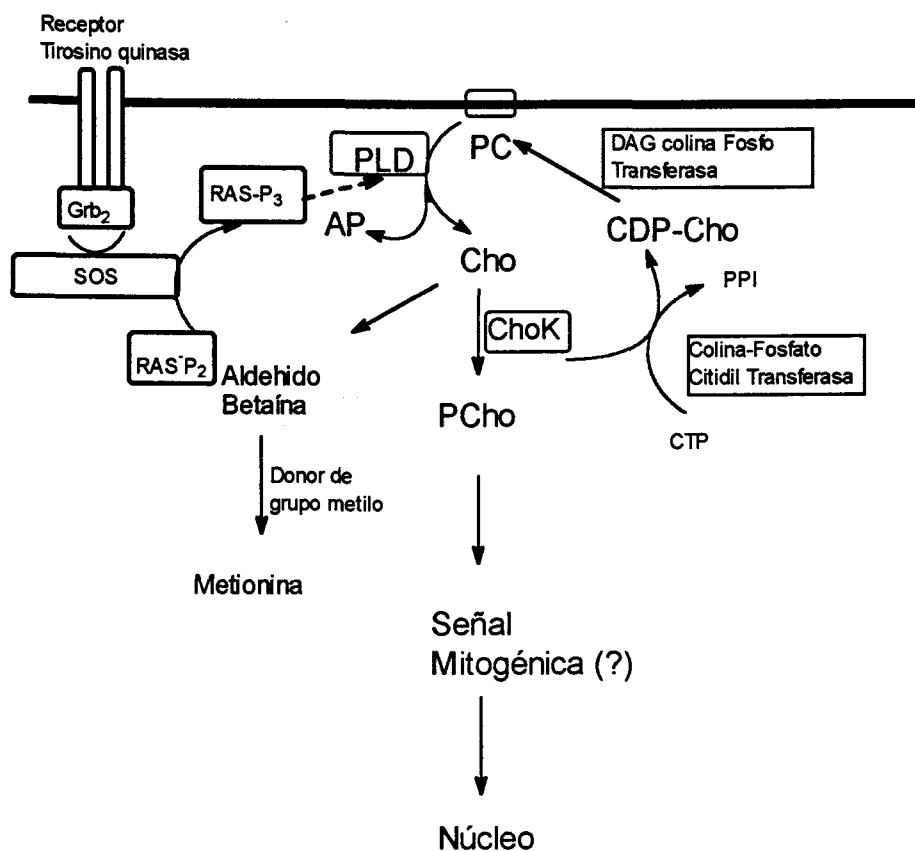 Receptor
Tirosino quinasa
PC
DAG colina Fosfo
Transferasa
PLD
RAS-P3
Grb2
AP
CDP-Cho
SOS
Cho
PPI
ChoK
Colina-Fosfato
Citidil Transferasa
RAS-P2
Aldehido
Betaína
PCho
CTP
Donor de
grupo metilo
Metionina
Señal
Mitogénica (?)
Núcleo